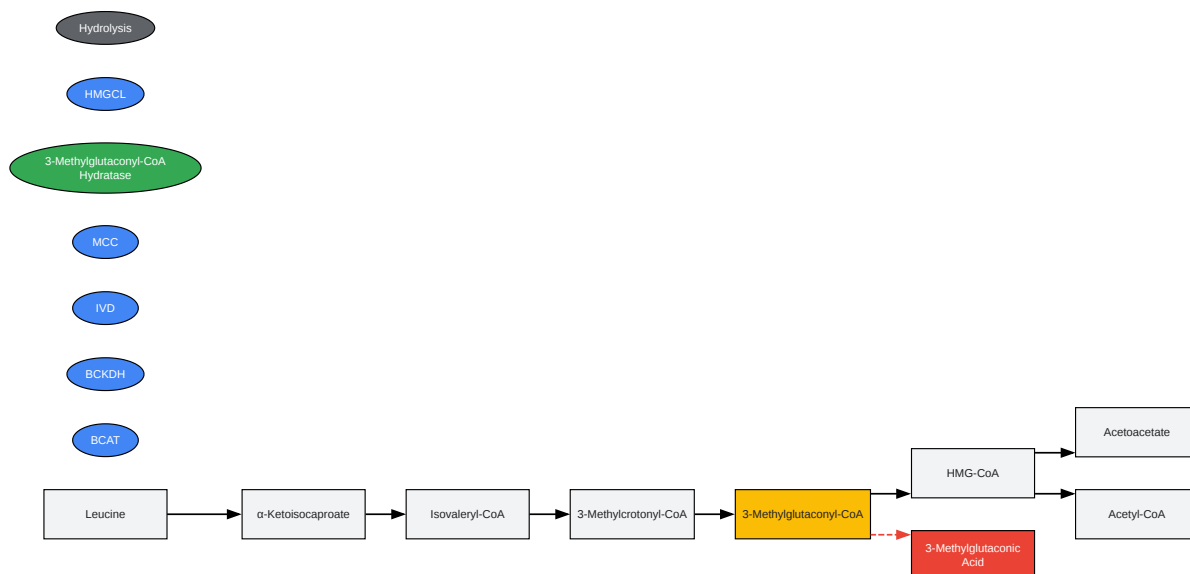 Hydrolysis
HMGCL
3-Methylglutaconyl-CoA
Hydratase
MCC
IVD
BCKDH
BCAT
Leucine
α-Ketoisocaproate
Isovaleryl-CoA
3-Methylcrotonyl-CoA
3-Methylglutaconyl-CoA
HMG-CoA
3-Methylglutaconic
Acid
Acetoacetate
Acetyl-CoA